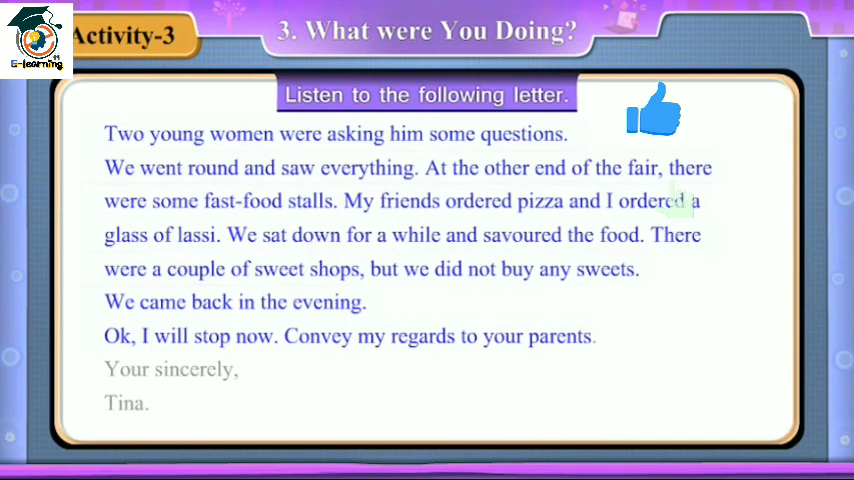 Activity-3
3. What were You Doing?
E-learning
Listen to the following letter.
Two young women were asking him some questions.
We went round and saw everything. At the other end of the fair, there
were some fast-food stalls. My friends ordered pizza and I ordered a
glass of lassi. We sat down for a while and savoured the food. There
were a couple of sweet shops, but we did not buy any sweets.
We came back in the evening.
Ok, I will stop now. Convey my regards to your parents.
Your sincerely,
Tina.